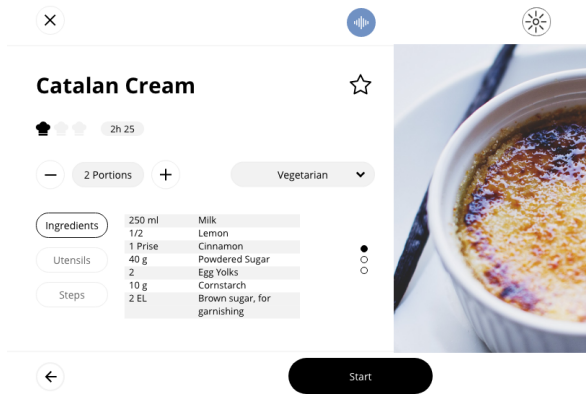 Catalan Cream
2h 25
2 Portions
Vegetarian
Ingredients
Utensils
Steps
250 ml Milk
1/2 Lemon
1 Prise Cinnamon
40 g Powdered Sugar
2 Egg Yolks
10 g Cornstarch
2 EL Brown sugar, for
garnishing
Start